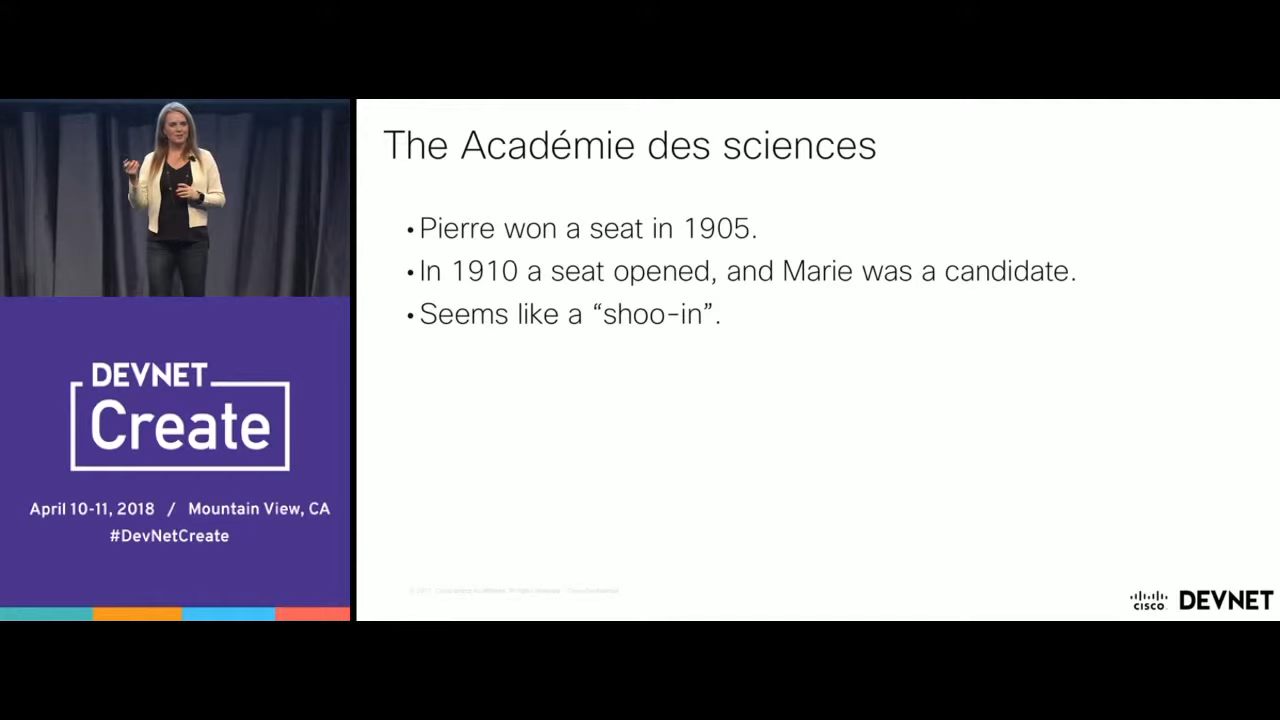 The Académie des sciences
• Pierre won a seat in 1905.
• In 1910 a seat opened, and Marie was a candidate.
• Seems like a “shoo-in”.
DEVNET
Create
April 10-11, 2018 / Mountain View, CA
#DevNetCreate
CISCO DEVNET